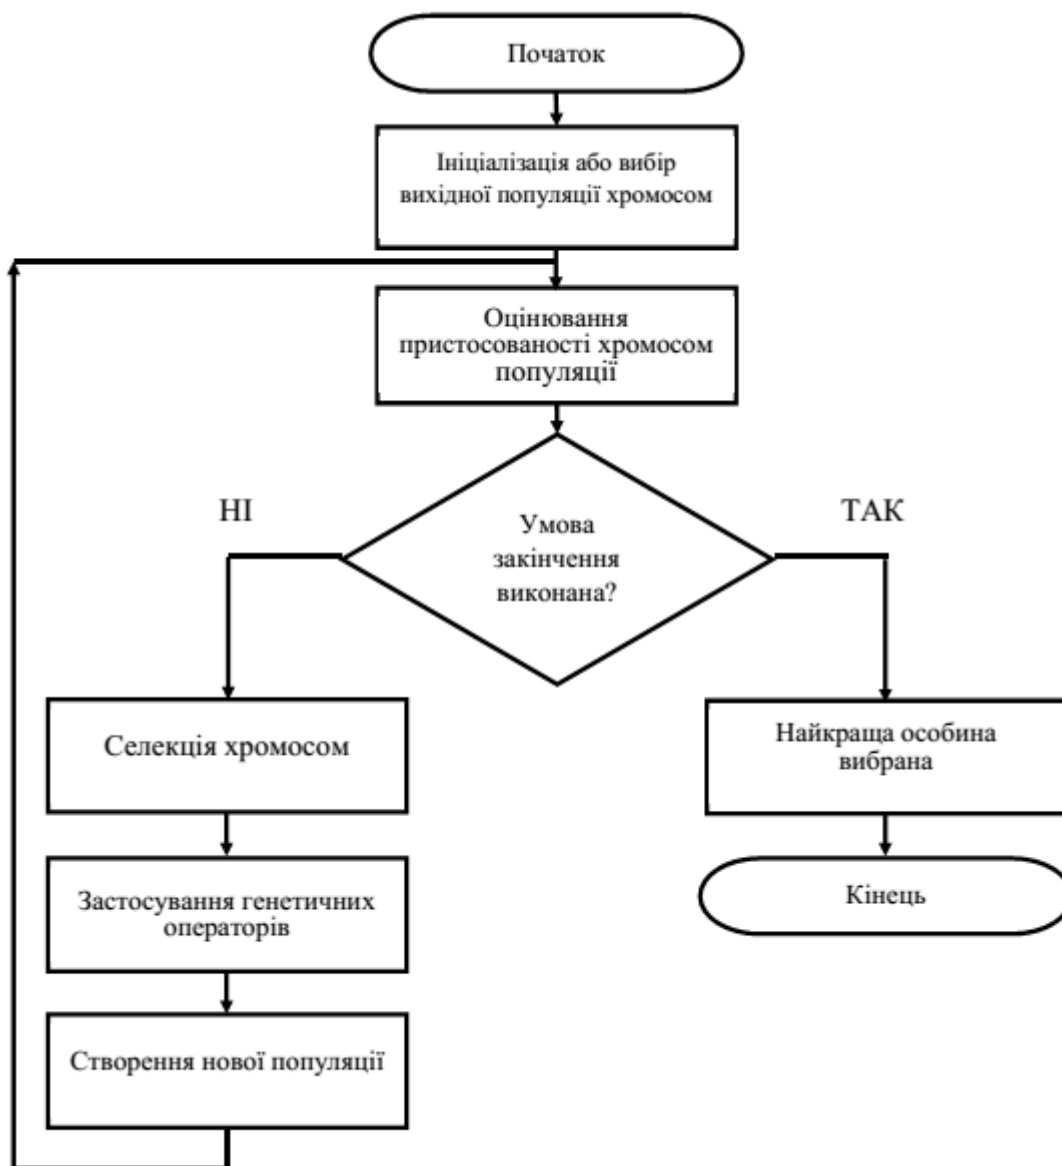 Початок
Ініціалізація або вибір
вихідної популяції хромосом
Оцінювання
пристосованості хромосом
популяції
НІ
ТАК
Умова
закінчення
виконана?
Селекція хромосом
Найкраща особина
вибрана
Застосування генетичних
операторів
Кінець
Створення нової популяції